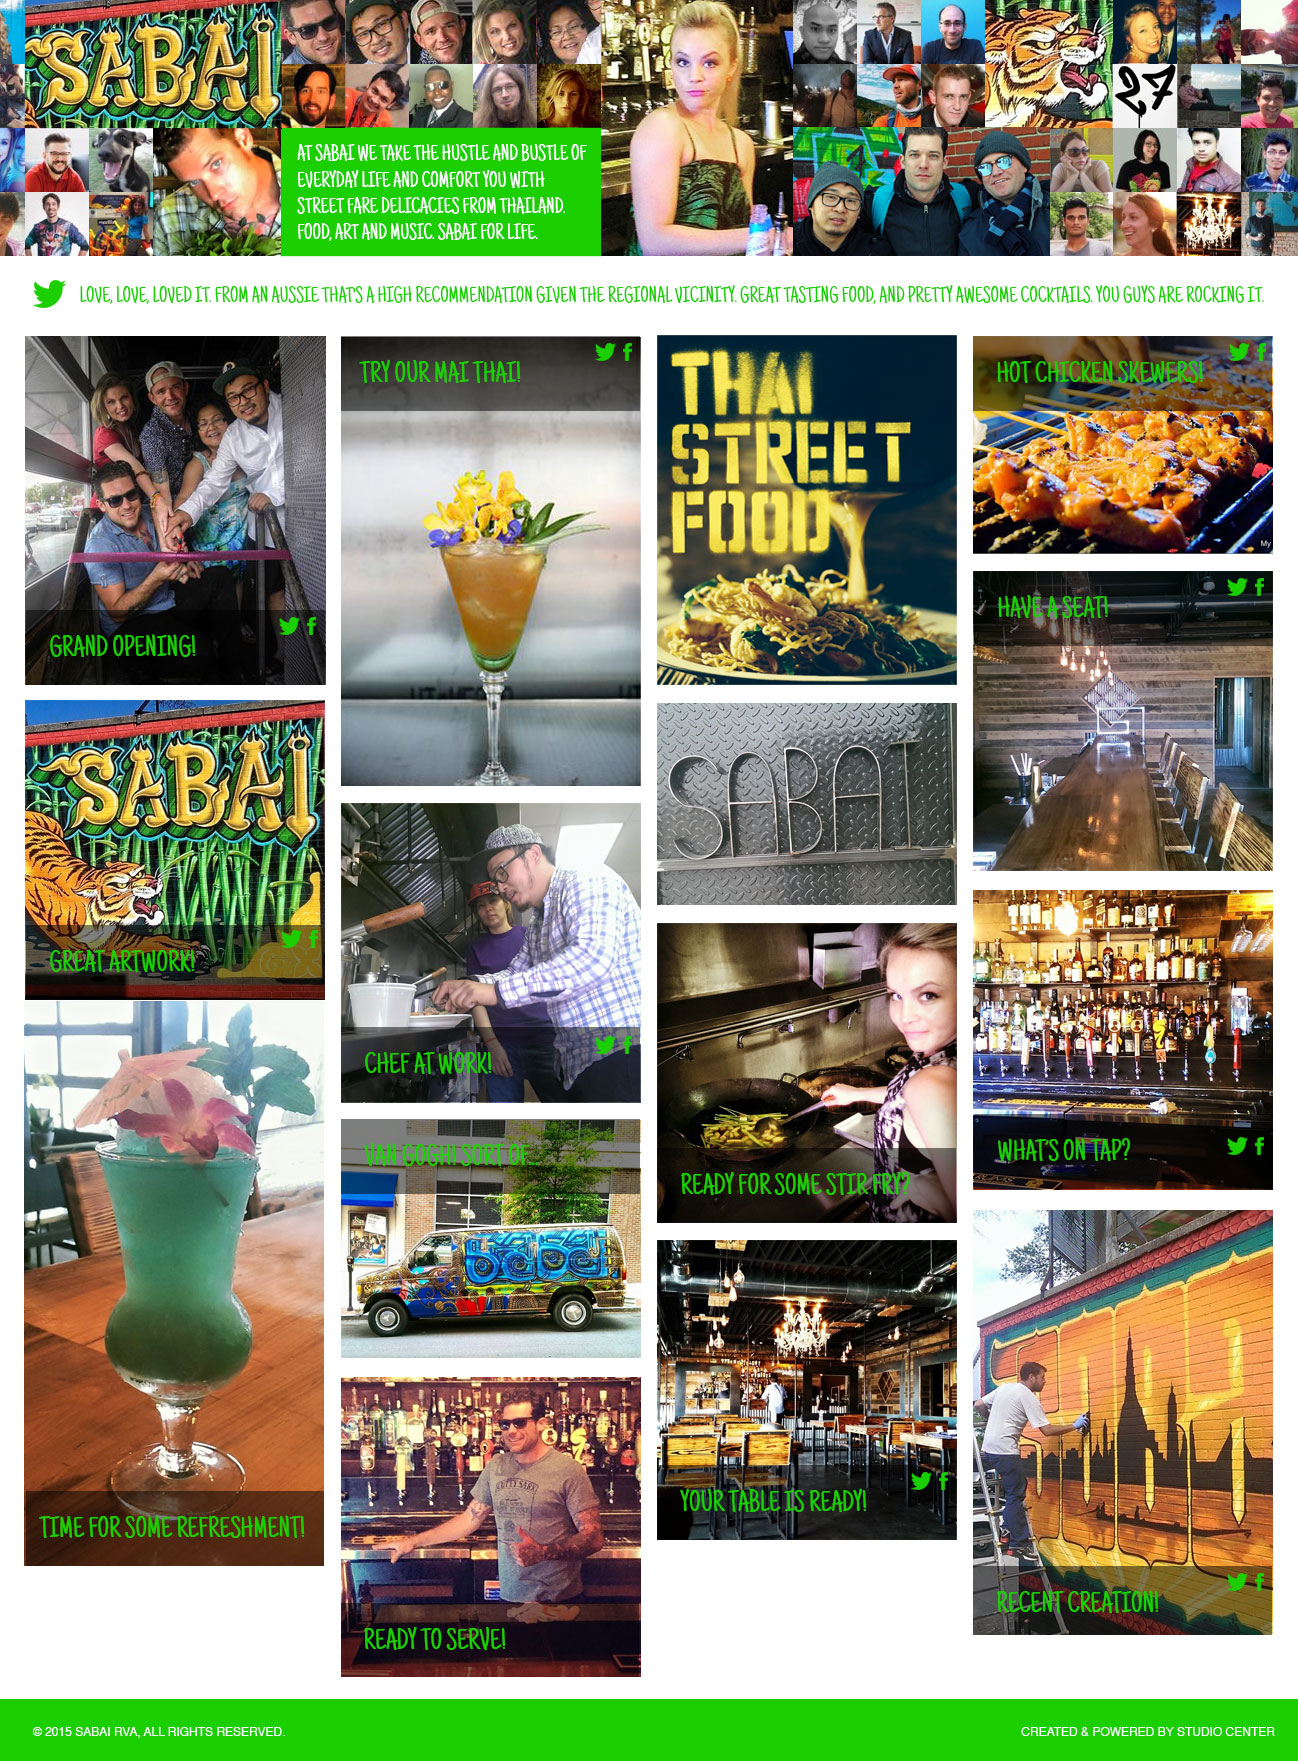 SABAI
27
AT SABAI WE TAKE THE HUSTLE AND BUSTLE OF
EVERYDAY LIFE AND COMFORT YOU WITH
STREET FARE DELICACIES FROM THAILAND.
FOOD, ART AND MUSIC. SABAI FOR LIFE.
LOVE, LOVE, LOVED IT. FROM AN AUSSIE THAT'S A HIGH RECOMMENDATION GIVEN THE REGIONAL VICINITY. GREAT TASTING FOOD, AND PRETTY AWESOME COCKTAILS. YOU GUYS ARE ROCKING IT.
GRAND OPENING!
SABAI
GREAT ARTWORK!
TIME FOR SOME REFRESHMENT!
TRY OUR MAI THAI!
CHEF AT WORK!
VAN GOGH! SORT OF...
READY TO SERVE!
THAI
STREET
FOOD
SABAI
READY FOR SOME STIR FRY?
YOUR TABLE IS READY!
HOT CHICKEN SKEWERS!
My
HAVE A SEAT!
WHAT'S ON TAP?
RECENT CREATION!
© 2015 SABAI RVA, ALL RIGHTS RESERVED.
CREATED & POWERED BY STUDIO CENTER